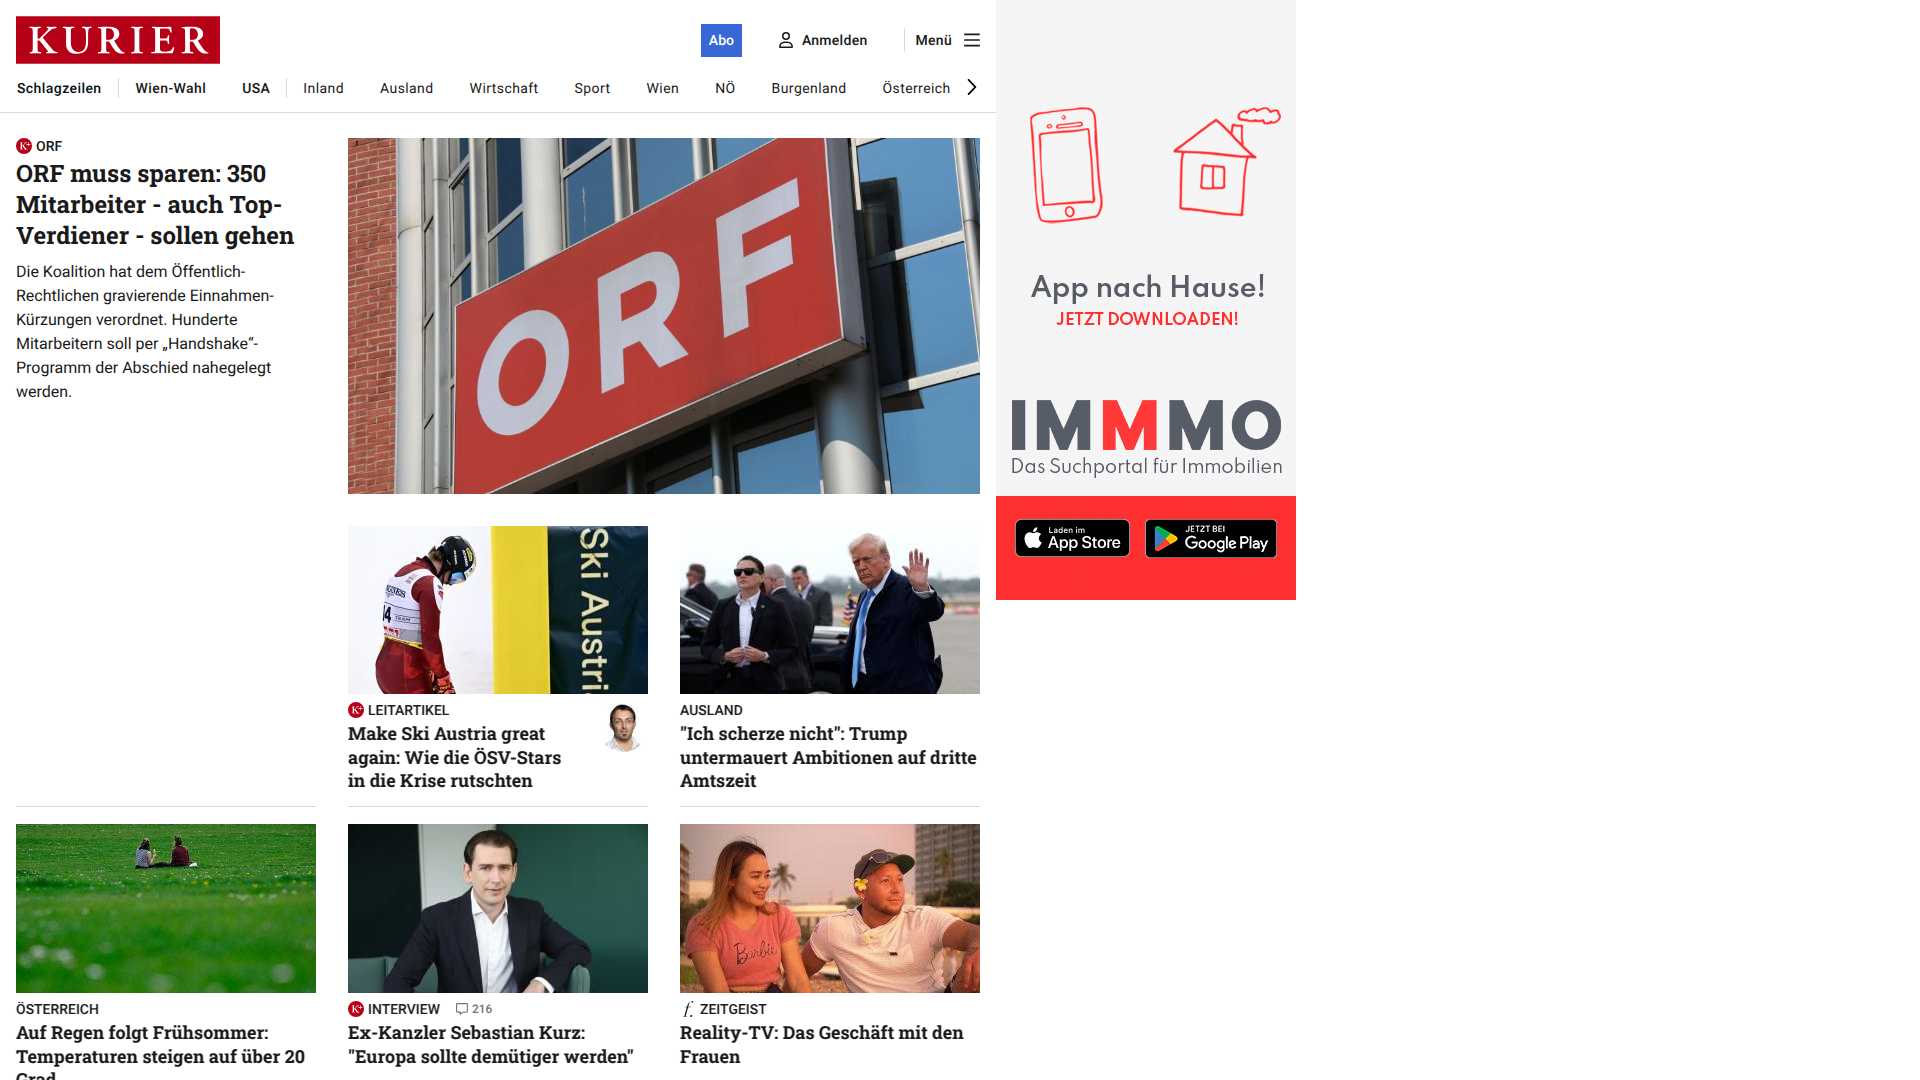 KURIER
Abo
Anmelden
Menü
Schlagzeilen
Wien-Wahl
USA
Inland
Ausland
Wirtschaft
Sport
Wien
NÖ
Burgenland
Österreich
K+ ORF
ORF muss sparen: 350
Mitarbeiter - auch Top-
Verdiener - sollen gehen
Die Koalition hat dem Öffentlich-
Rechtlichen gravierende Einnahmen-
Kürzungen verordnet. Hunderte
Mitarbeitern soll per „Handshake“-
Programm der Abschied nahegelegt
werden.
ORF
Ski Austri
K+ LEITARTIKEL
Make Ski Austria great
again: Wie die ÖSV-Stars
in die Krise rutschten
AUSLAND
"Ich scherze nicht": Trump
untermauert Ambitionen auf dritte
Amtszeit
ÖSTERREICH
Auf Regen folgt Frühsommer:
Temperaturen steigen auf über 20
Grad
K+ INTERVIEW 216
Ex-Kanzler Sebastian Kurz:
"Europa sollte demütiger werden"
Barbie
f. ZEITGEIST
Reality-TV: Das Geschäft mit den
Frauen
App nach Hause!
JETZT DOWNLOADEN!
IMMMO
Das Suchportal für Immobilien
Laden im
App Store
JETZT BEI
Google Play